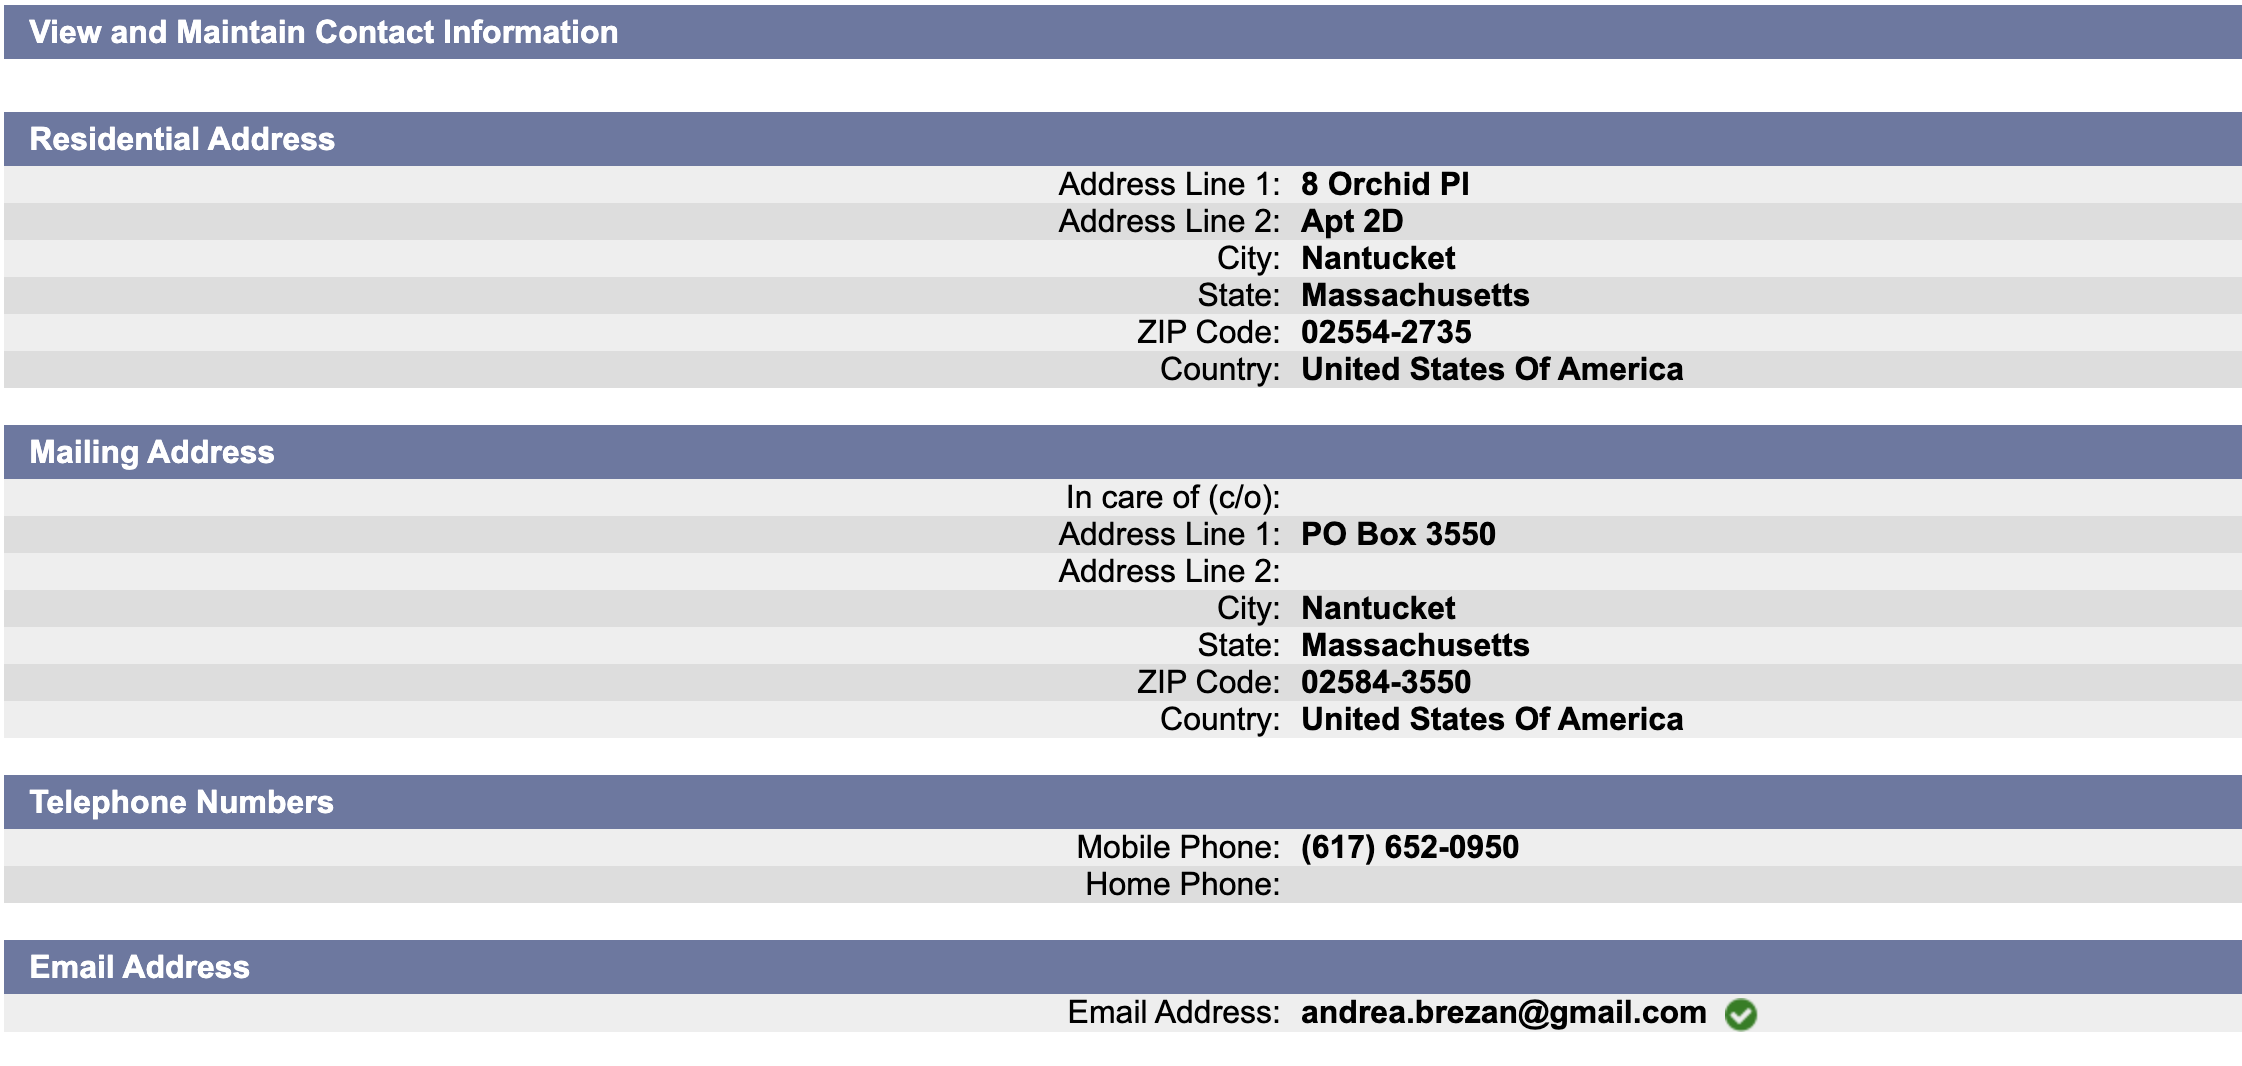 View and Maintain Contact Information
Residential Address
Address Line 1: 8 Orchid Pl
Address Line 2: Apt 2D
City: Nantucket
State: Massachusetts
ZIP Code: 02554-2735
Country: United States Of America
Mailing Address
In care of (c/o):
Address Line 1: PO Box 3550
Address Line 2:
City: Nantucket
State: Massachusetts
ZIP Code: 02584-3550
Country: United States Of America
Telephone Numbers
Mobile Phone: (617) 652-0950
Home Phone:
Email Address
Email Address: andrea.brezan@gmail.com